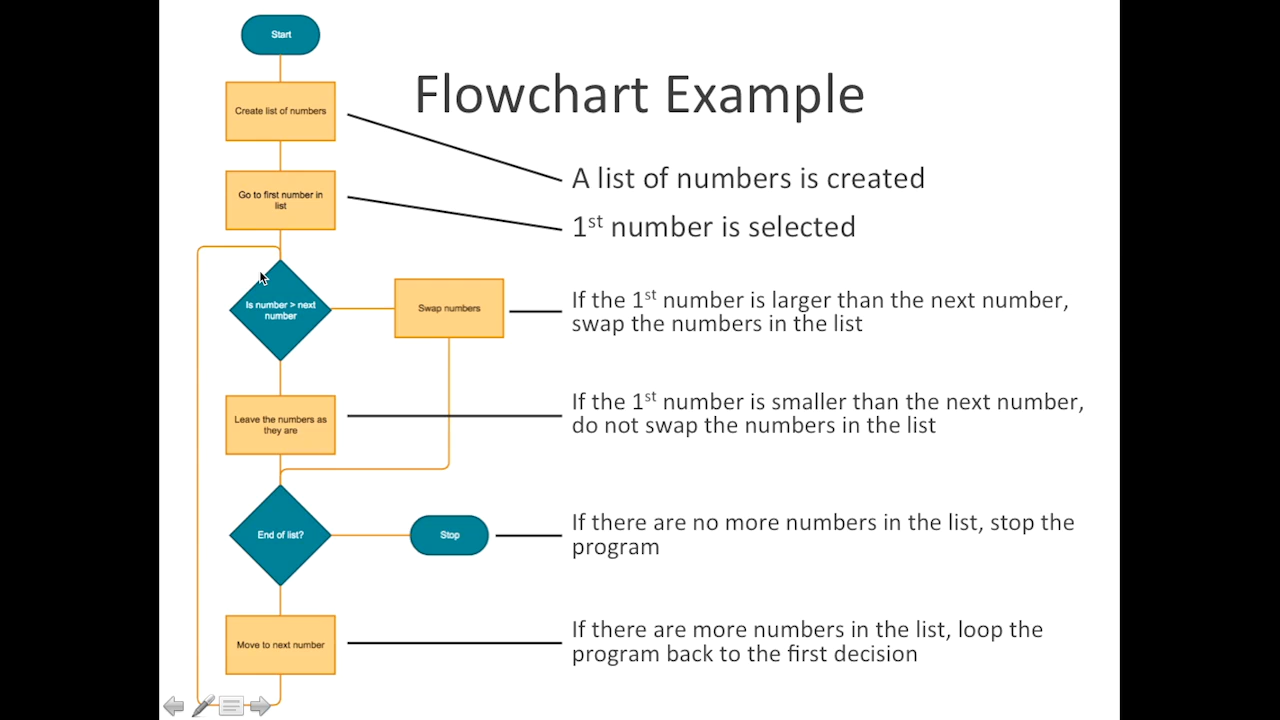 Start
Flowchart Example
Create list of numbers
A list of numbers is created
Go to first number in
list
1st number is selected
Is number > next
number
Swap numbers
If the 1st number is larger than the next number,
swap the numbers in the list
Leave the numbers as
they are
If the 1st number is smaller than the next number,
do not swap the numbers in the list
End of list?
Stop
If there are no more numbers in the list, stop the
program
Move to next number
If there are more numbers in the list, loop the
program back to the first decision